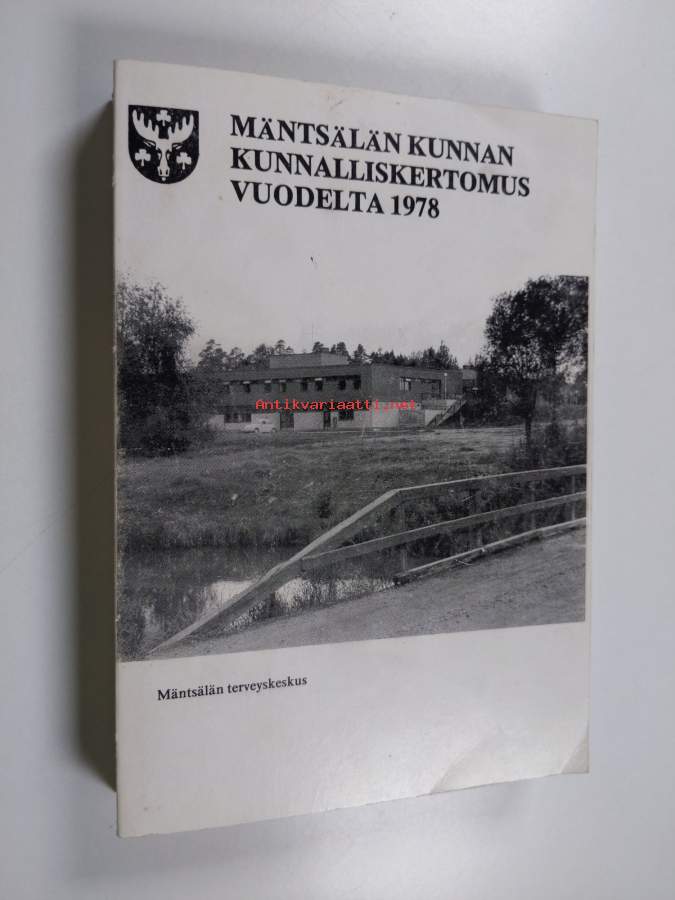 MÄNTSÄLÄN KUNNAN
KUNNALLISKERTOMUS
VUODELTA 1978
Antikvariaatti.net
Mäntsälän terveyskeskus